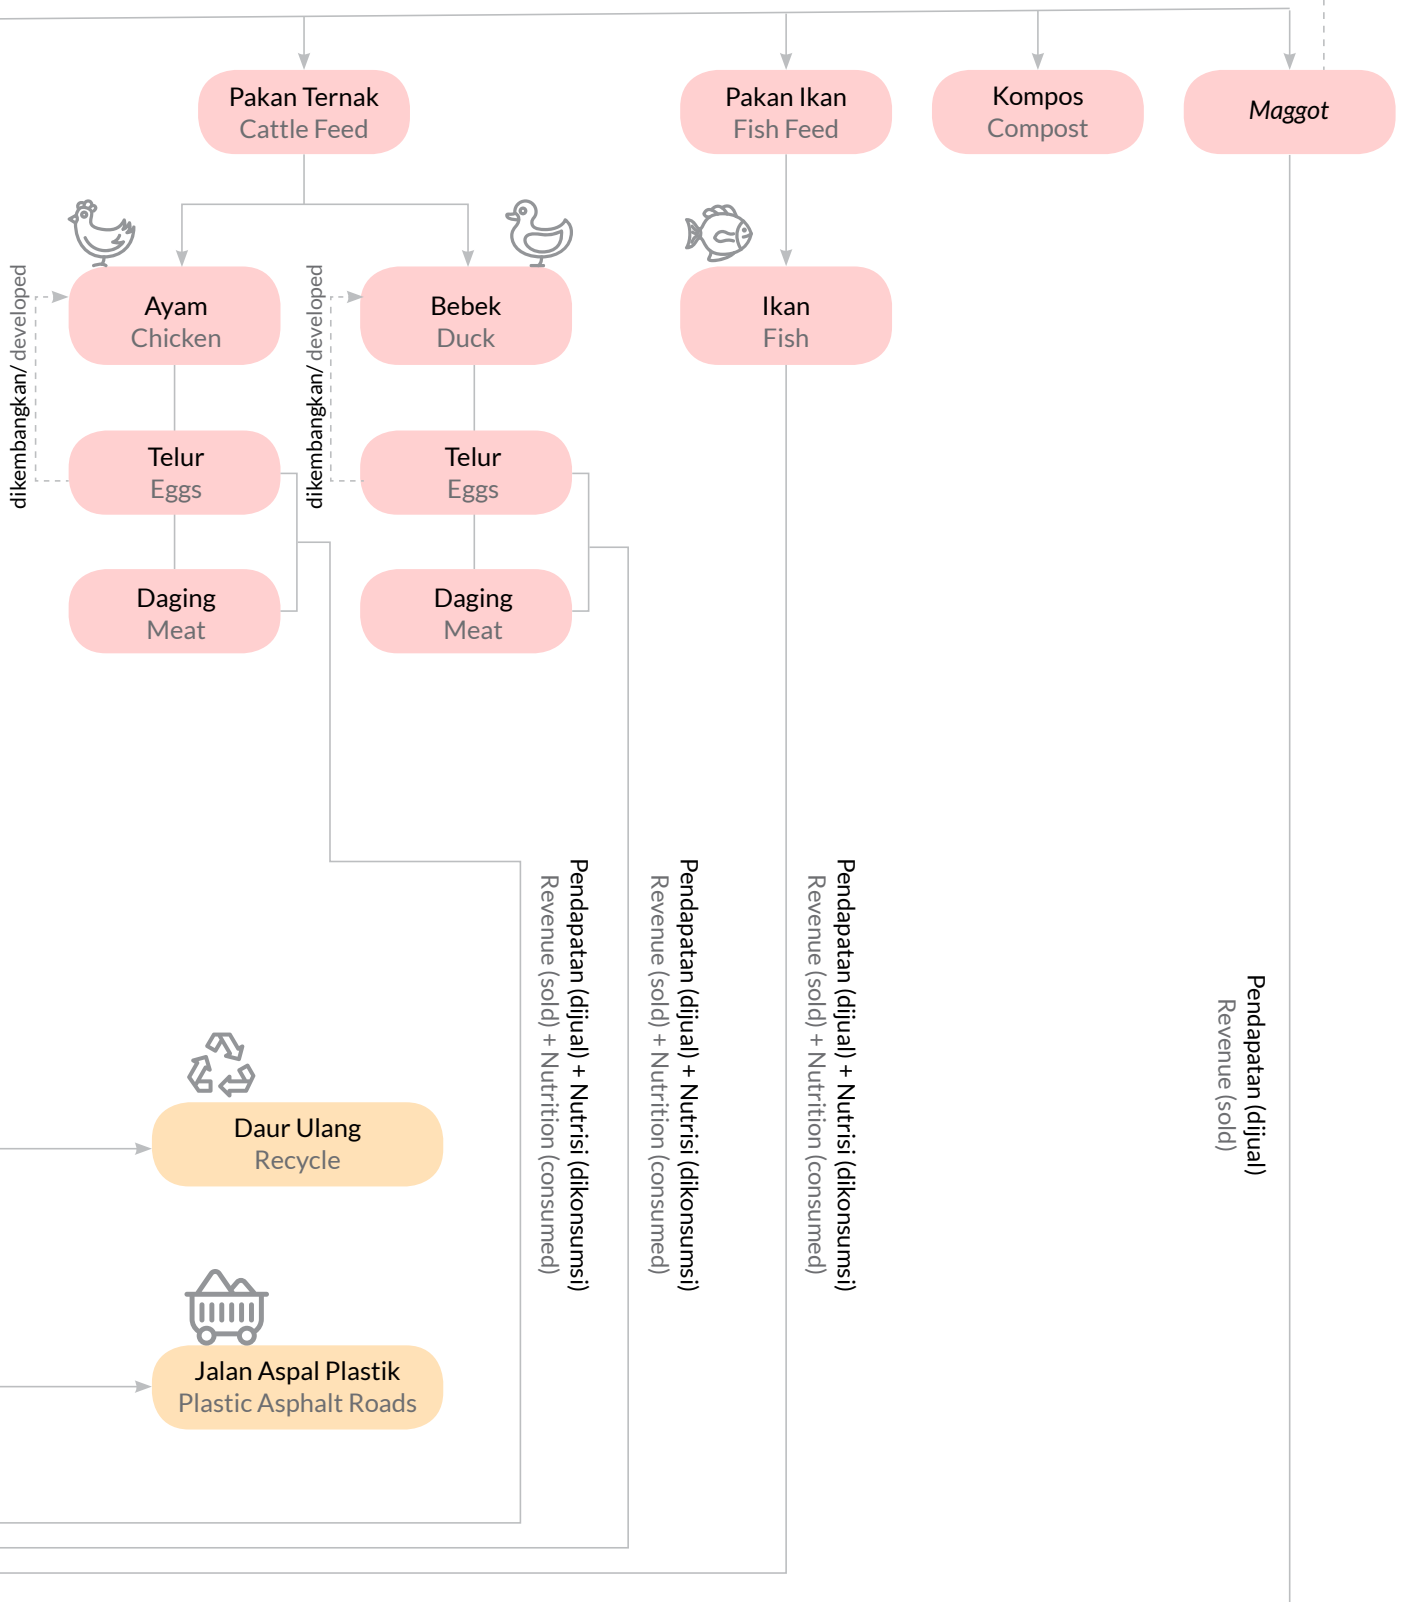 Pakan Ternak
Cattle Feed
Pakan Ikan
Fish Feed
Kompos
Compost
Maggot
dikembangkan/ developed
Ayam
Chicken
dikembangkan/ developed
Bebek
Duck
Ikan
Fish
Telur
Eggs
Telur
Eggs
Daging
Meat
Daging
Meat
Pendapatan (dijual) + Nutrisi (dikonsumsi)
Revenue (sold) + Nutrition (consumed)
Pendapatan (dijual) + Nutrisi (dikonsumsi)
Revenue (sold) + Nutrition (consumed)
Pendapatan (dijual) + Nutrisi (dikonsumsi)
Revenue (sold) + Nutrition (consumed)
Pendapatan (dijual)
Revenue (sold)
Daur Ulang
Recycle
Jalan Aspal Plastik
Plastic Asphalt Roads